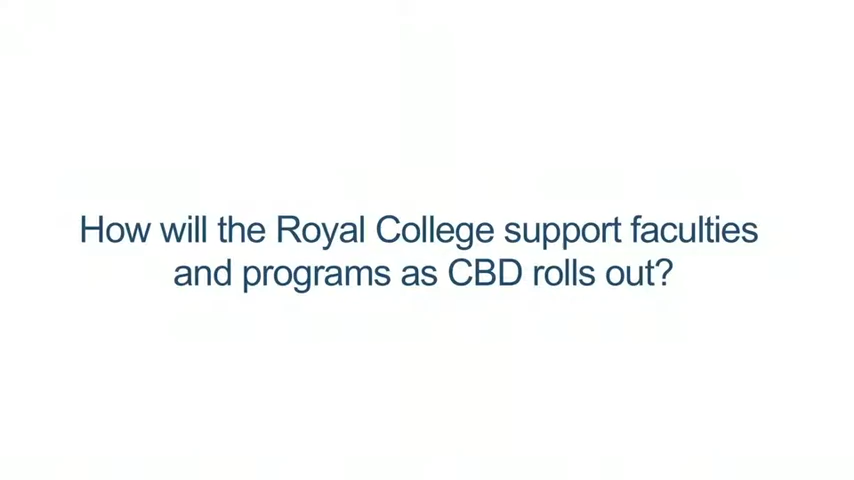 How will the Royal College support faculties
and programs as CBD rolls out?